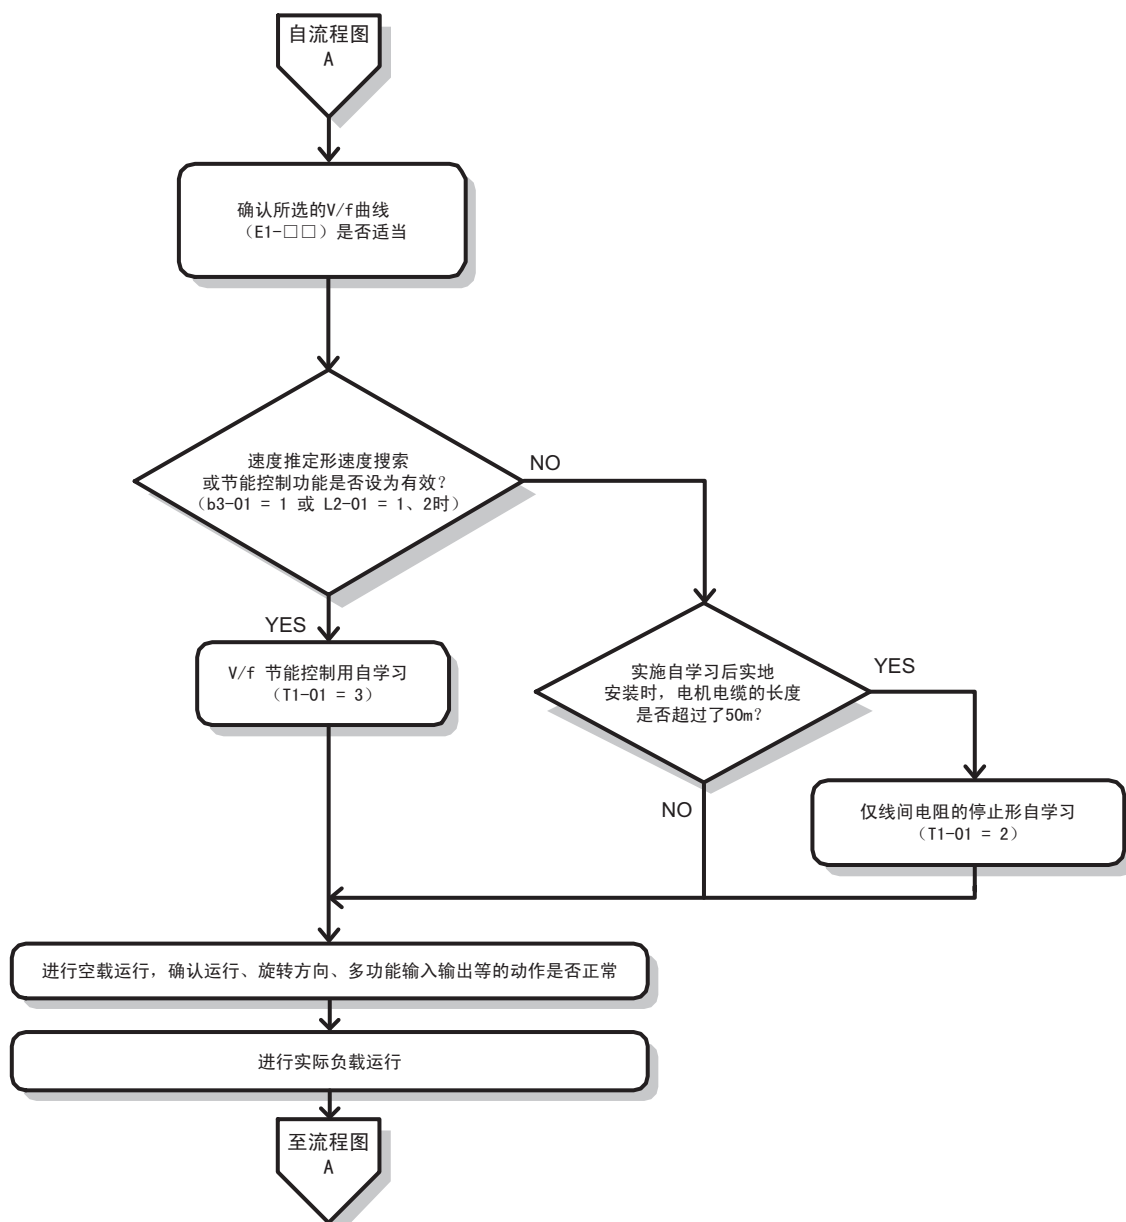 自流程图
A
确认所选的V/f曲线
（E1-□□）是否适当
速度推定形速度搜索
或节能控制功能是否设为有效？
（b3-01 = 1 或 L2-01 = 1、2时）
NO
YES
V/f 节能控制用自学习
（T1-01 = 3）
实施自学习后实地
安装时，电机电缆的长度
是否超过了50m？
YES
NO
仅线间电阻的停止形自学习
（T1-01 = 2）
进行空载运行，确认运行、旋转方向、多功能输入输出等的动作是否正常
进行实际负载运行
至流程图
A